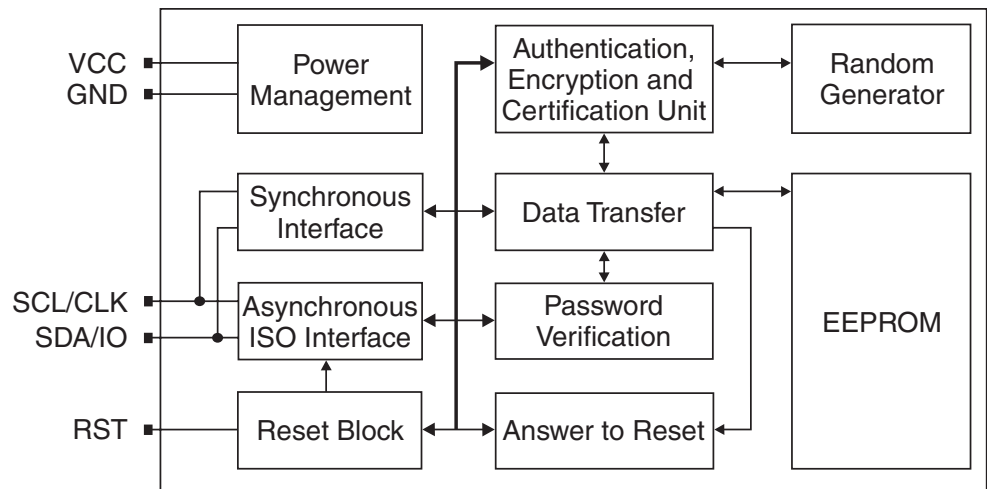 VCC
GND
Power
Management
Authentication,
Encryption and
Certification Unit
Random
Generator
Synchronous
Interface
Data Transfer
SCL/CLK
SDA/IO
Asynchronous
ISO Interface
Password
Verification
EEPROM
RST
Reset Block
Answer to Reset